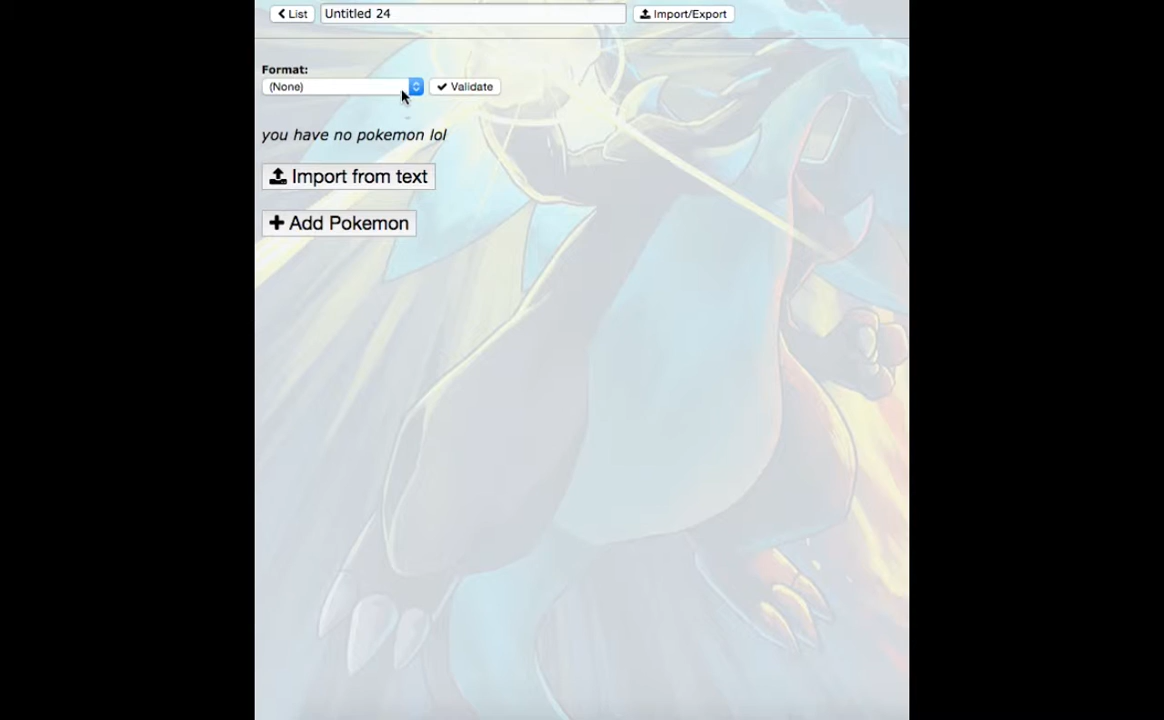 List Untitled 24 Import/Export
Format:
(None) Validate
you have no pokemon lol
Import from text
Add Pokemon